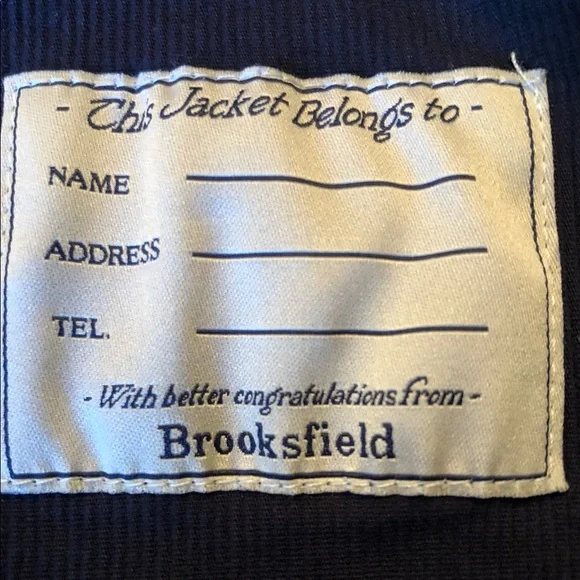 - This Jacket Belongs to -
NAME
ADDRESS
TEL.
- With better congratulations from -
Brooksfield